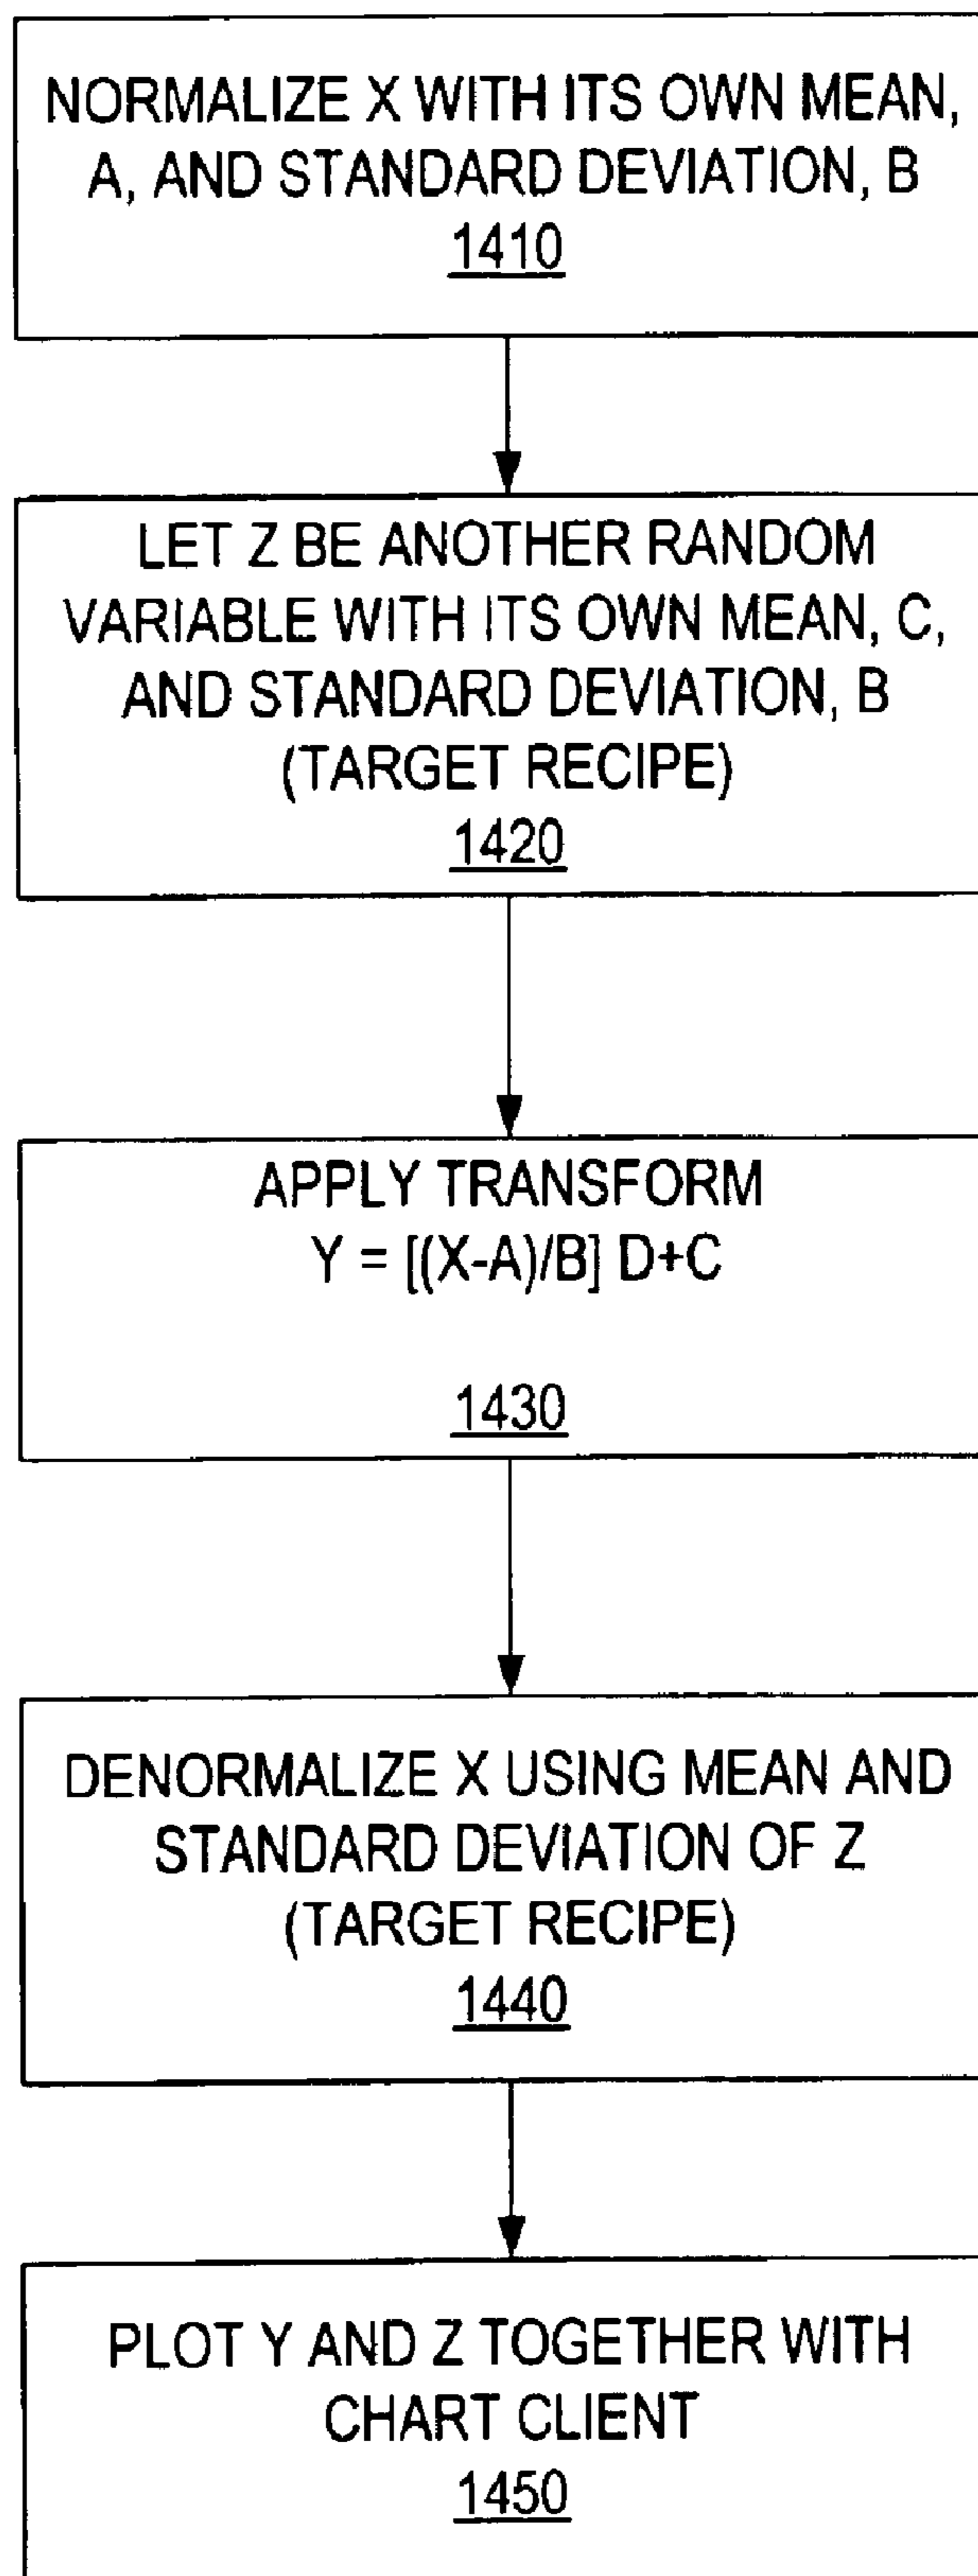 NORMALIZE X WITH ITS OWN MEAN,
A, AND STANDARD DEVIATION, B
1410
LET Z BE ANOTHER RANDOM
VARIABLE WITH ITS OWN MEAN, C,
AND STANDARD DEVIATION, B
(TARGET RECIPE)
1420
APPLY TRANSFORM
Y = [(X-A)/B] D+C
1430
DENORMALIZE X USING MEAN AND
STANDARD DEVIATION OF Z
(TARGET RECIPE)
1440
PLOT Y AND Z TOGETHER WITH
CHART CLIENT
1450